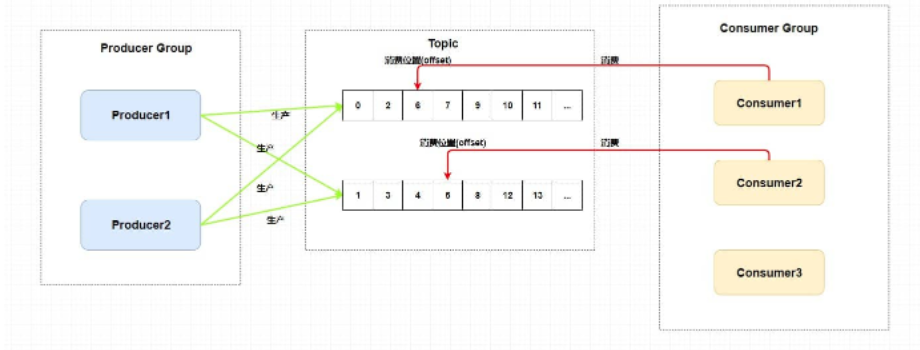 Producer Group
Topic
Consumer Group
消费位置(offset)
消费
Producer1
生产
0 2 6 7 9 10 11 ...
Consumer1
生产
消费位置(offset)
消费
生产
1 3 4 5 8 12 13 ...
Consumer2
Producer2
生产
Consumer3